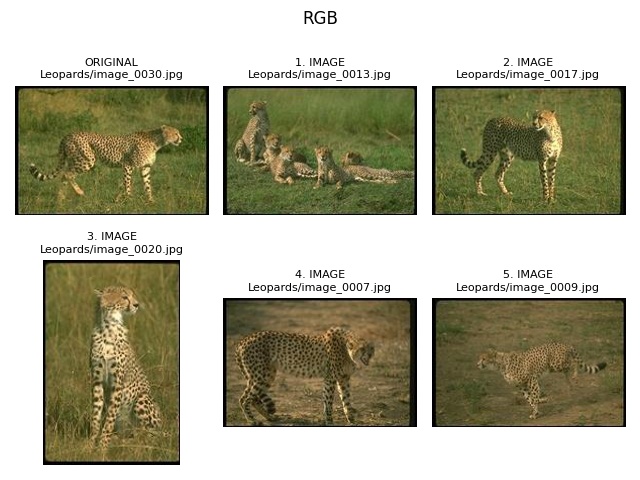 RGB
ORIGINAL
Leopards/image_0030.jpg
1. IMAGE
Leopards/image_0013.jpg
2. IMAGE
Leopards/image_0017.jpg
3. IMAGE
Leopards/image_0020.jpg
4. IMAGE
Leopards/image_0007.jpg
5. IMAGE
Leopards/image_0009.jpg